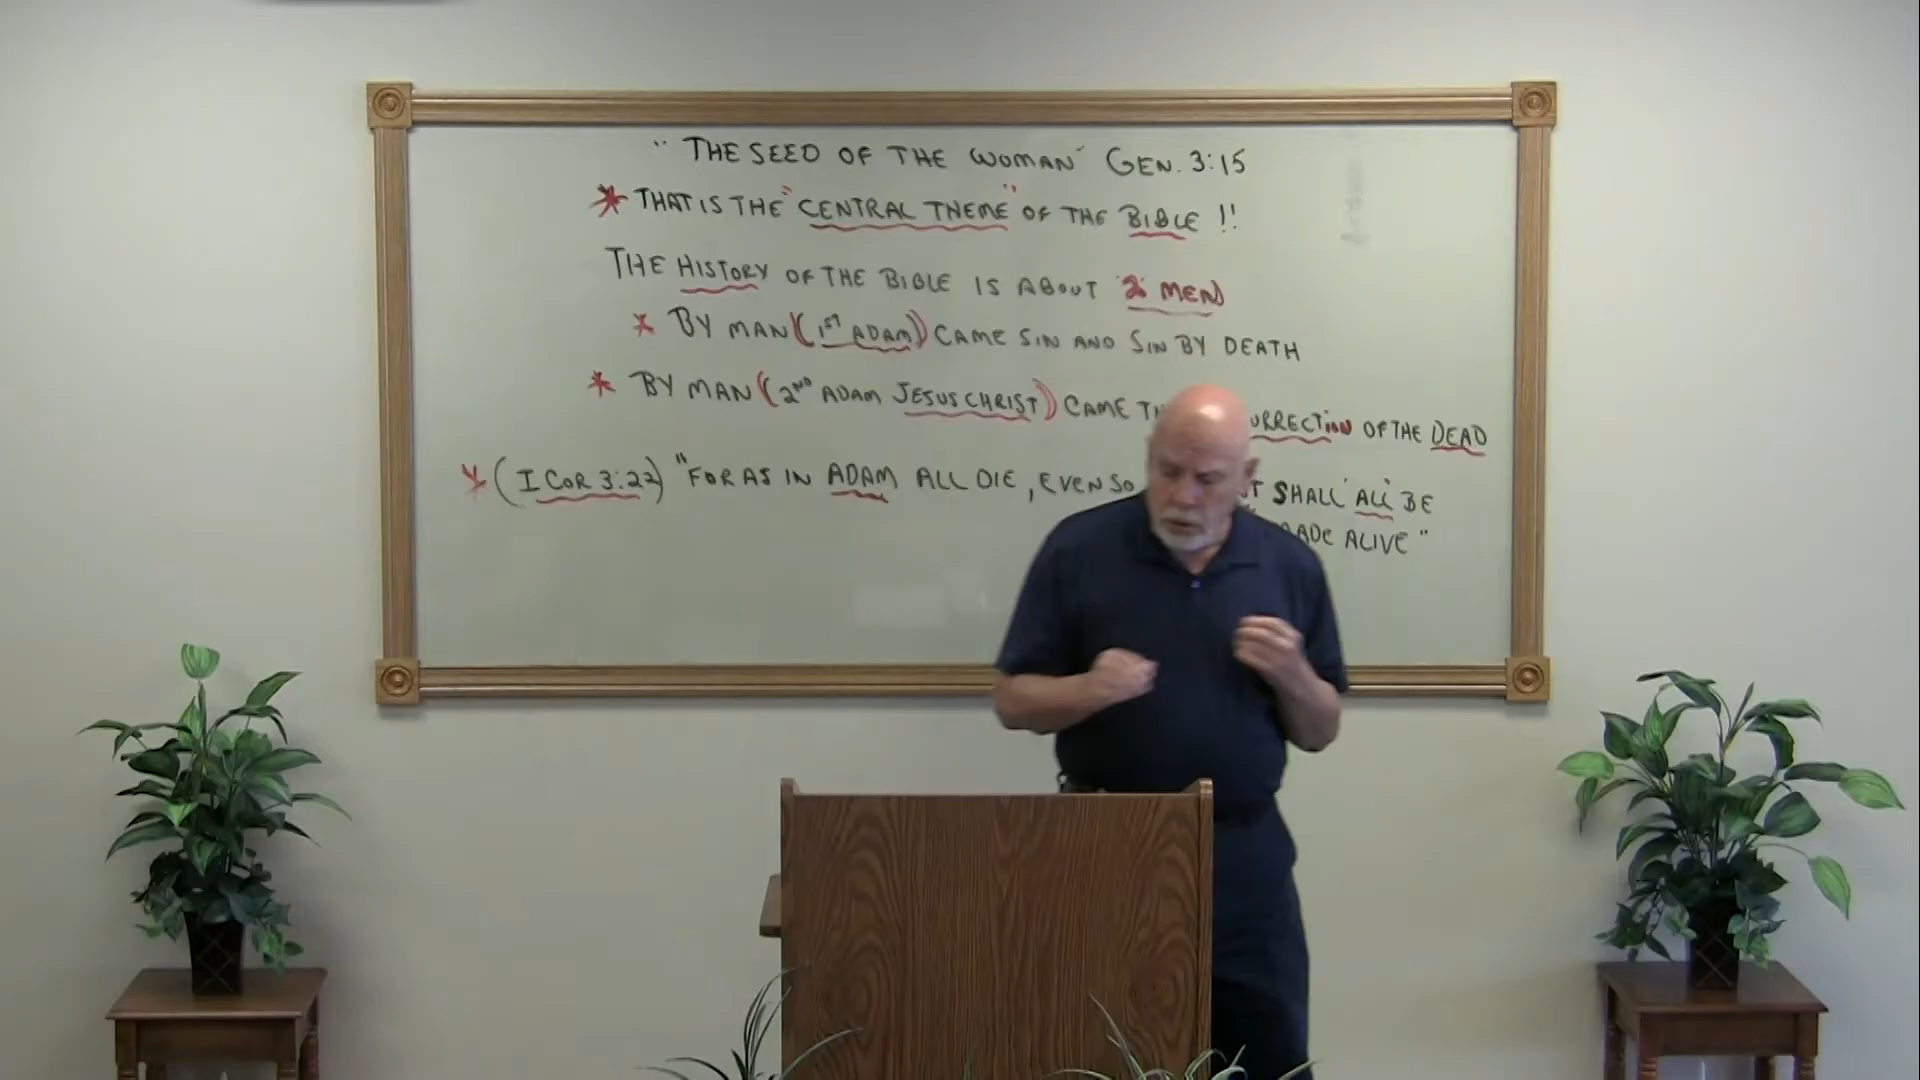 "THE SEED OF THE WOMAN" GEN. 3:15
* THAT IS THE "CENTRAL THEME" OF THE BIBLE !!
THE HISTORY OF THE BIBLE IS ABOUT 2 MEN
* BY MAN (1ST ADAM) CAME SIN AND SIN BY DEATH
* BY MAN (2ND ADAM JESUS CHRIST) CAME URRECTION OF THE DEAD
* (I COR 3:22) "FOR AS IN ADAM ALL DIE, EVEN SO SHALL "ALL" BE
ALIVE"